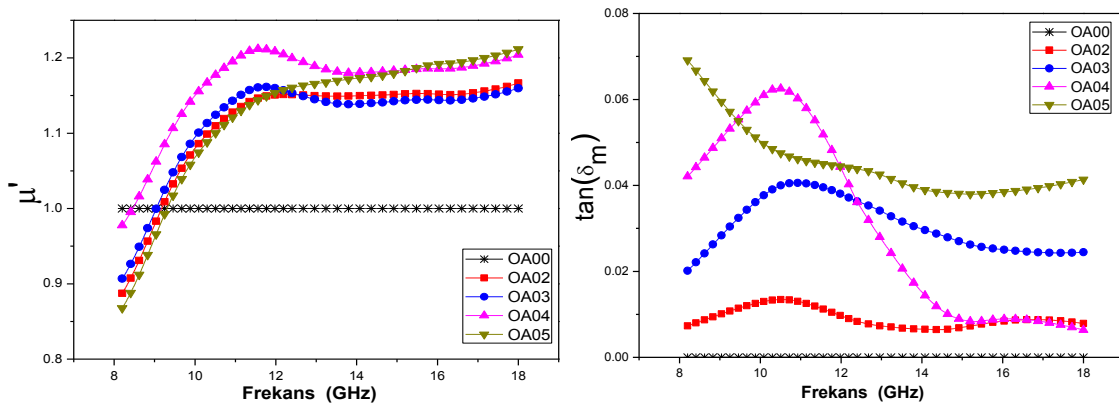 μ'
1.2
1.1
1.0
0.9
0.8
8
10
12
14
16
18
Frekans (GHz)
OA00
OA02
OA03
OA04
OA05
tan(δm)
0.08
0.06
0.04
0.02
0.00
8
10
12
14
16
18
Frekans (GHz)
OA00
OA02
OA03
OA04
OA05